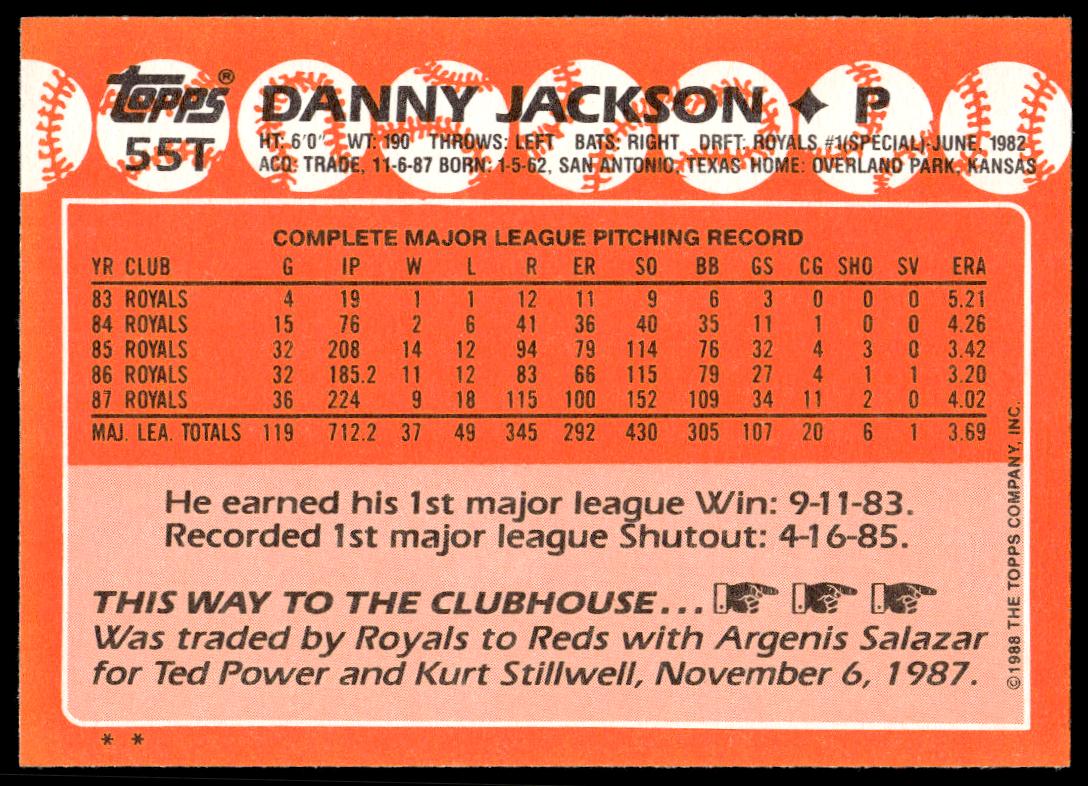 topps®
55T
DANNY JACKSON ✦ P
HT: 6'0" WT: 190 THROWS: LEFT BATS: RIGHT DRFT: ROYALS #1(SPECIAL)-JUNE, 1982
ACQ: TRADE, 11-6-87 BORN: 1-5-62, SAN ANTONIO, TEXAS HOME: OVERLAND PARK, KANSAS
COMPLETE MAJOR LEAGUE PITCHING RECORD
YR CLUB G IP W L R ER SO BB GS CG SHO SV ERA
83 ROYALS 4 19 1 1 12 11 9 6 3 0 0 0 5.21
84 ROYALS 15 76 2 6 41 36 40 35 11 1 0 0 4.26
85 ROYALS 32 208 14 12 94 79 114 76 32 4 3 0 3.42
86 ROYALS 32 185.2 11 12 83 66 115 79 27 4 1 1 3.20
87 ROYALS 36 224 9 18 115 100 152 109 34 11 2 0 4.02
MAJ. LEA. TOTALS 119 712.2 37 49 345 292 430 305 107 20 6 1 3.69
He earned his 1st major league Win: 9-11-83.
Recorded 1st major league Shutout: 4-16-85.
THIS WAY TO THE CLUBHOUSE...
Was traded by Royals to Reds with Argenis Salazar
for Ted Power and Kurt Stillwell, November 6, 1987.
©1988 THE TOPPS COMPANY, INC.
* *